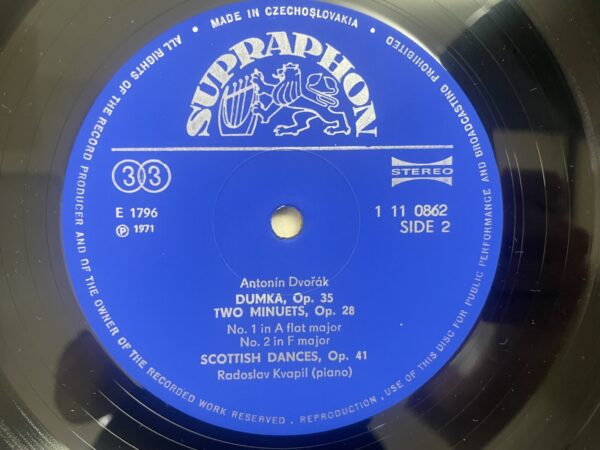 • MADE IN CZECHOSLOVAKIA •
ALL RIGHTS OF THE RECORD PRODUCER AND OF THE OWNER OF THE RECORDED WORK RESERVED . REPRODUCTION , USE OF THIS DISC FOR PUBLIC PERFORMANCE AND BROADCASTING PROHIBITED
SUPRAPHON
33
STEREO
E 1796
1 11 0862
℗ 1971
SIDE 2
Antonín Dvořák
DUMKA, Op. 35
TWO MINUETS, Op. 28
No. 1 in A flat major
No. 2 in F major
SCOTTISH DANCES, Op. 41
Radoslav Kvapil (piano)